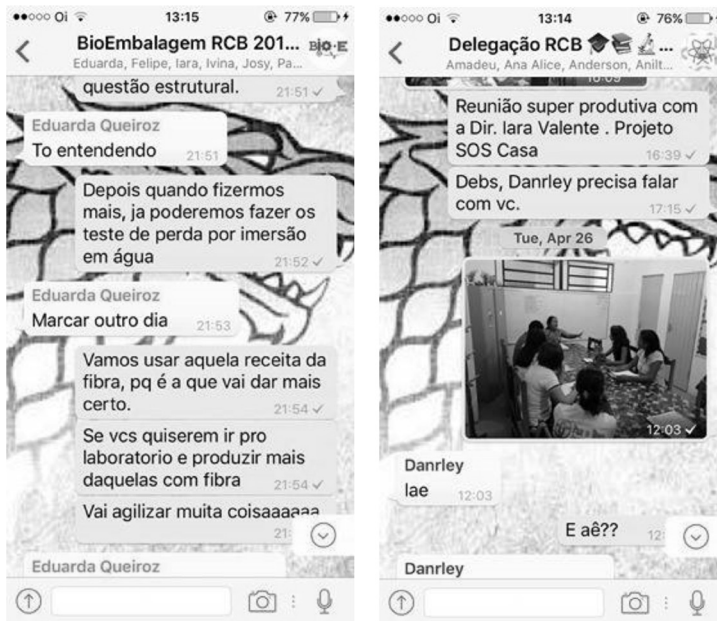 ●●○○○ Oi 13:15 77%
BioEmbalagem RCB 201...
Eduarda, Felipe, Iara, Ivina, Josy, Pa...
BIO-E
questão estrutural.
21:51 ✓
Eduarda Queiroz
To entendendo 21:51
Depois quando fizermos
mais, ja poderemos fazer os
teste de perda por imersão
em água 21:52 ✓
Eduarda Queiroz
Marcar outro dia 21:53
Vamos usar aquela receita da
fibra, pq é a que vai dar mais
certo. 21:54 ✓
Se vcs quiserem ir pro
laboratorio e produzir mais
daquelas com fibra 21:54 ✓
Vai agilizar muita coisaaaaaa
21:
Eduarda Queiroz
●●○○○ Oi 13:14 76%
Delegação RCB 🎓📚🔬...
Amadeu, Ana Alice, Anderson, Anilt...
16:09
Reunião super produtiva com
a Dir. Iara Valente . Projeto
SOS Casa 16:39 ✓
Debs, Danrley precisa falar
com vc. 17:15 ✓
Tue, Apr 26
12:03 ✓
Danrley
Iae 12:03
E aê?? 12:
Danrley